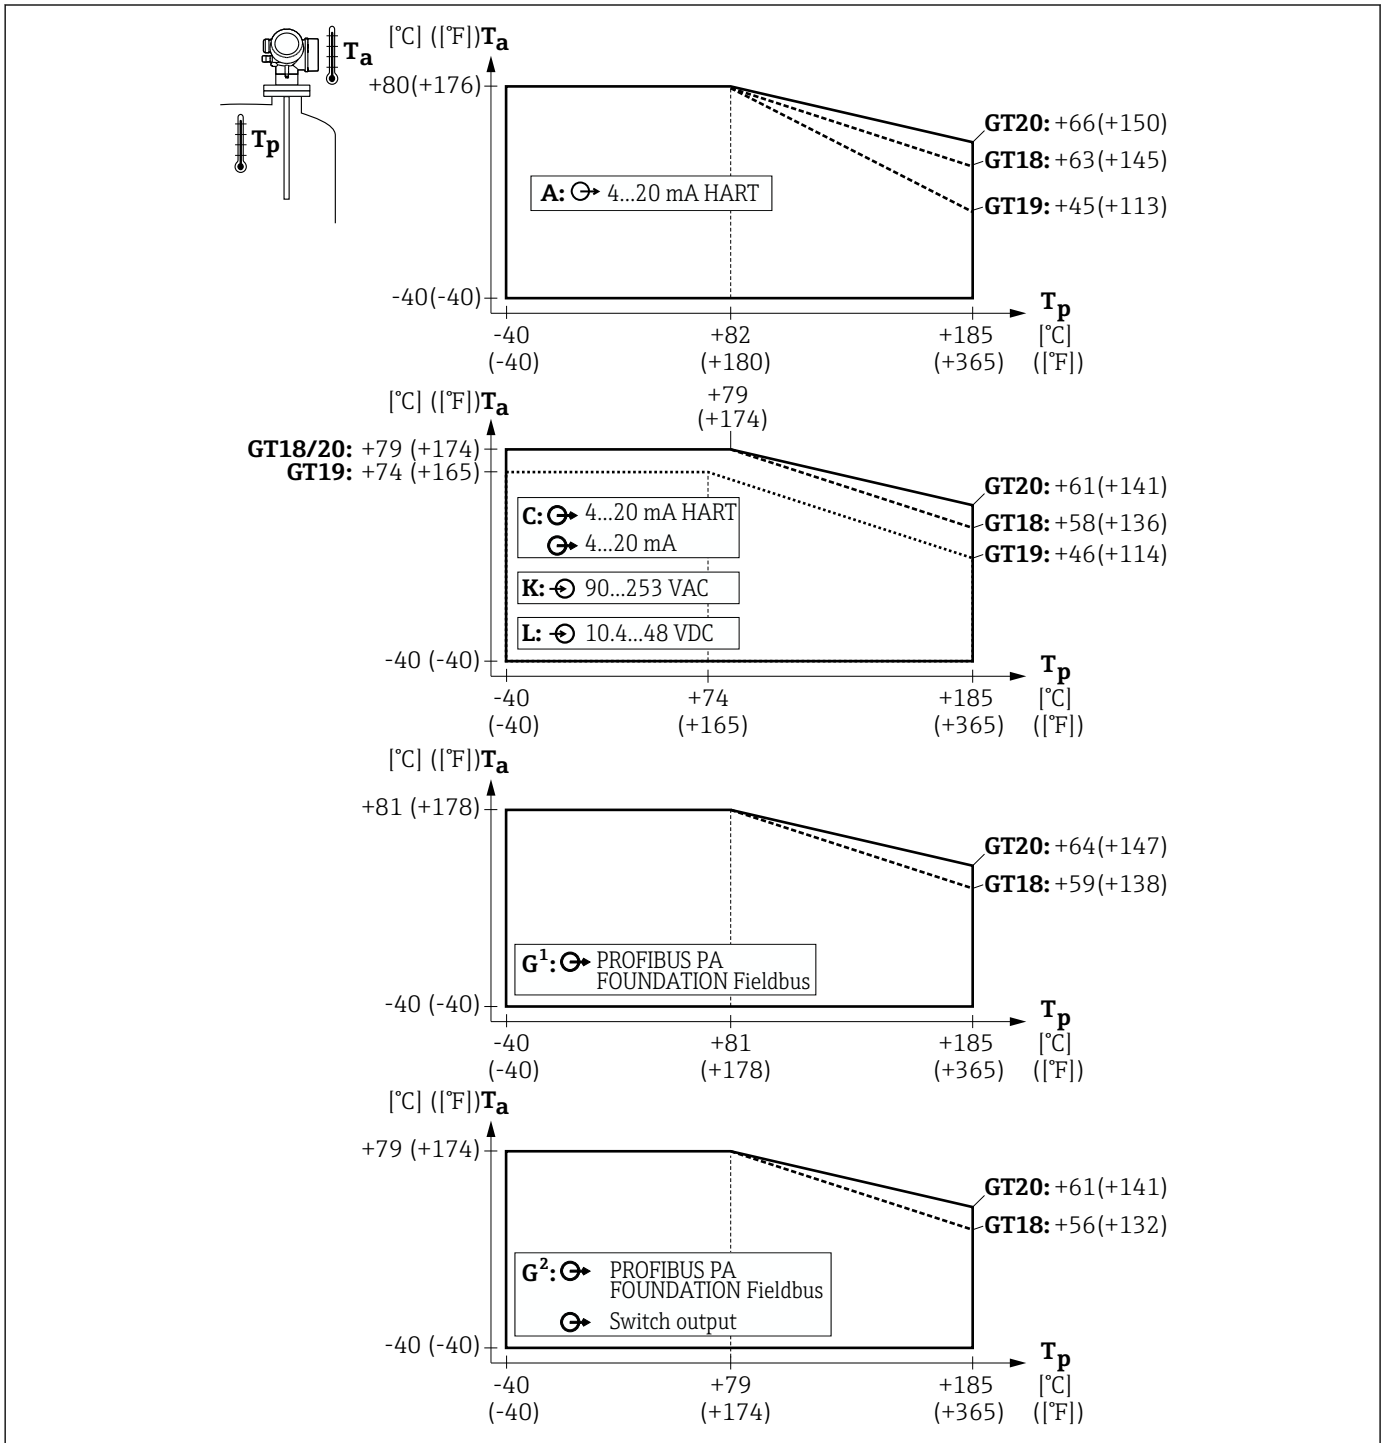 Ta
Tp
[°C] ([°F])Ta
+80(+176)
-40(-40)
A: 4...20 mA HART
GT20: +66(+150)
GT18: +63(+145)
GT19: +45(+113)
Tp
-40 +82 +185 [°C]
(-40) (+180) (+365) ([°F])
[°C] ([°F])Ta
+79
(+174)
GT18/20: +79 (+174)
GT19: +74 (+165)
C: 4...20 mA HART
4...20 mA
K: 90...253 VAC
L: 10.4...48 VDC
GT20: +61(+141)
GT18: +58(+136)
GT19: +46(+114)
-40 (-40)
Tp
-40 +74 +185 [°C]
(-40) (+165) (+365) ([°F])
[°C] ([°F])Ta
+81 (+178)
GT20: +64(+147)
GT18: +59(+138)
G1: PROFIBUS PA
FOUNDATION Fieldbus
-40 (-40)
Tp
-40 +81 +185 [°C]
(-40) (+178) (+365) ([°F])
[°C] ([°F])Ta
+79 (+174)
GT20: +61(+141)
GT18: +56(+132)
G2: PROFIBUS PA
FOUNDATION Fieldbus
Switch output
-40 (-40)
Tp
-40 +79 +185 [°C]
(-40) (+174) (+365) ([°F])